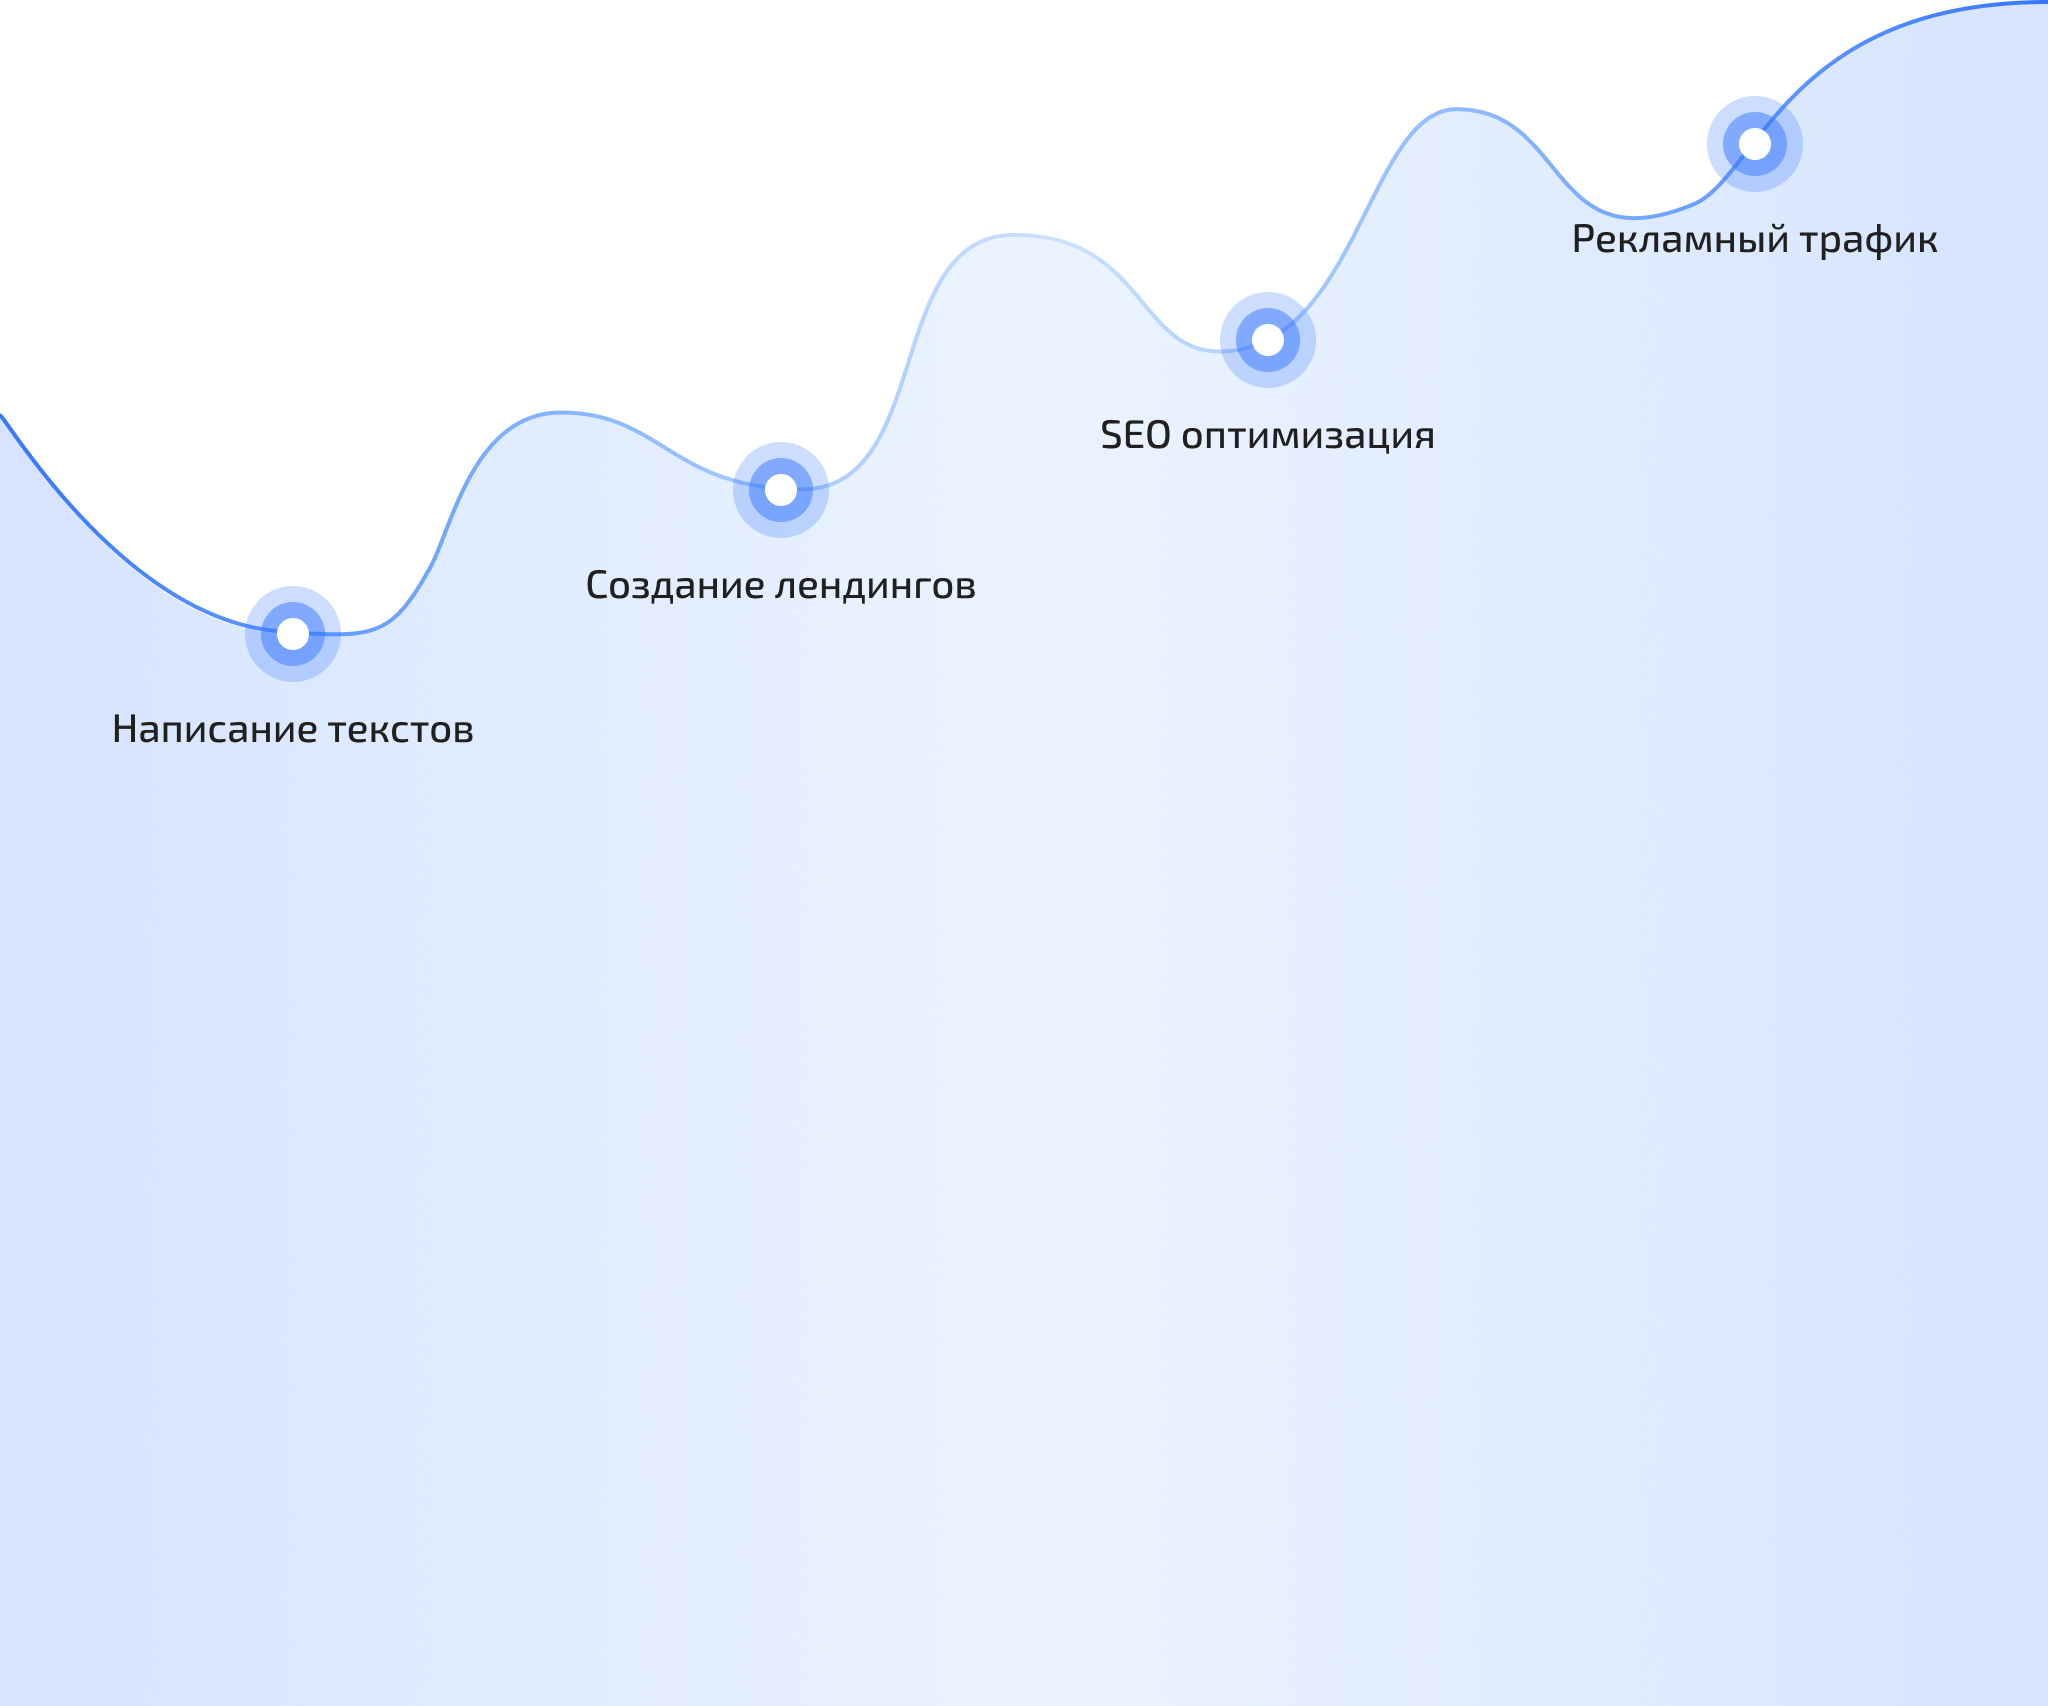 Написание текстов
Создание лендингов
SEO оптимизация
Рекламный трафик